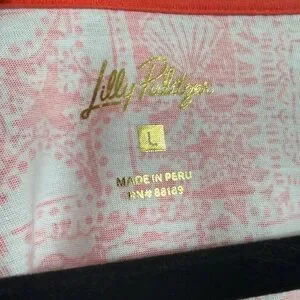 Lilly Pulitzer
L
MADE IN PERU
RN# 88189